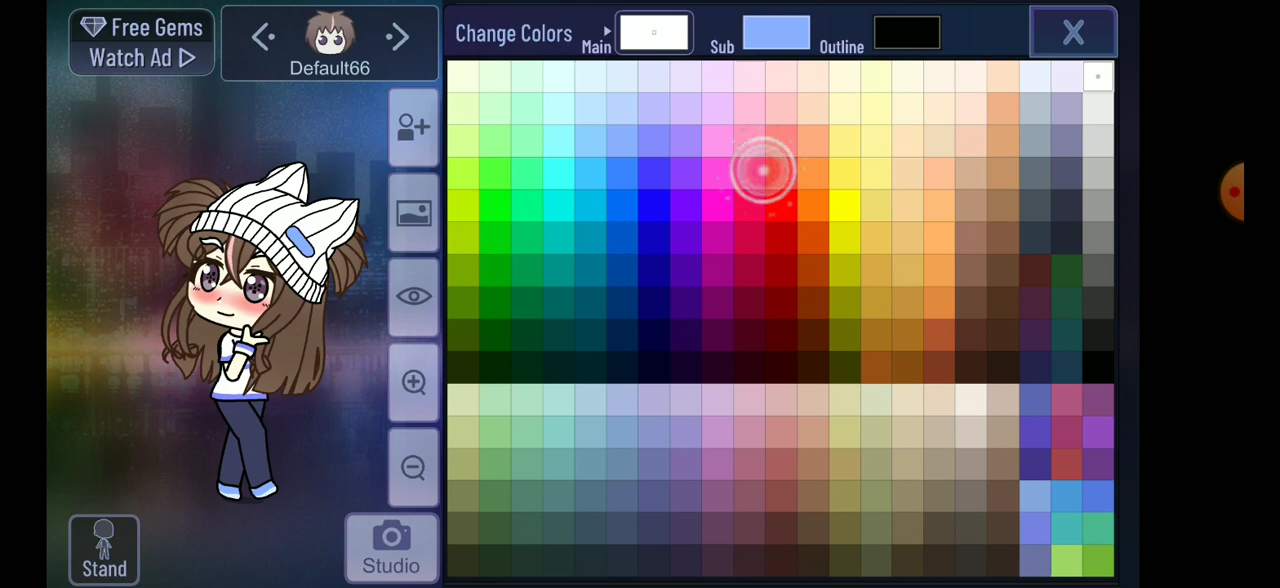 Free Gems
Watch Ad
Default66
Change Colors
Main
Sub
Outline
X
Stand
Studio